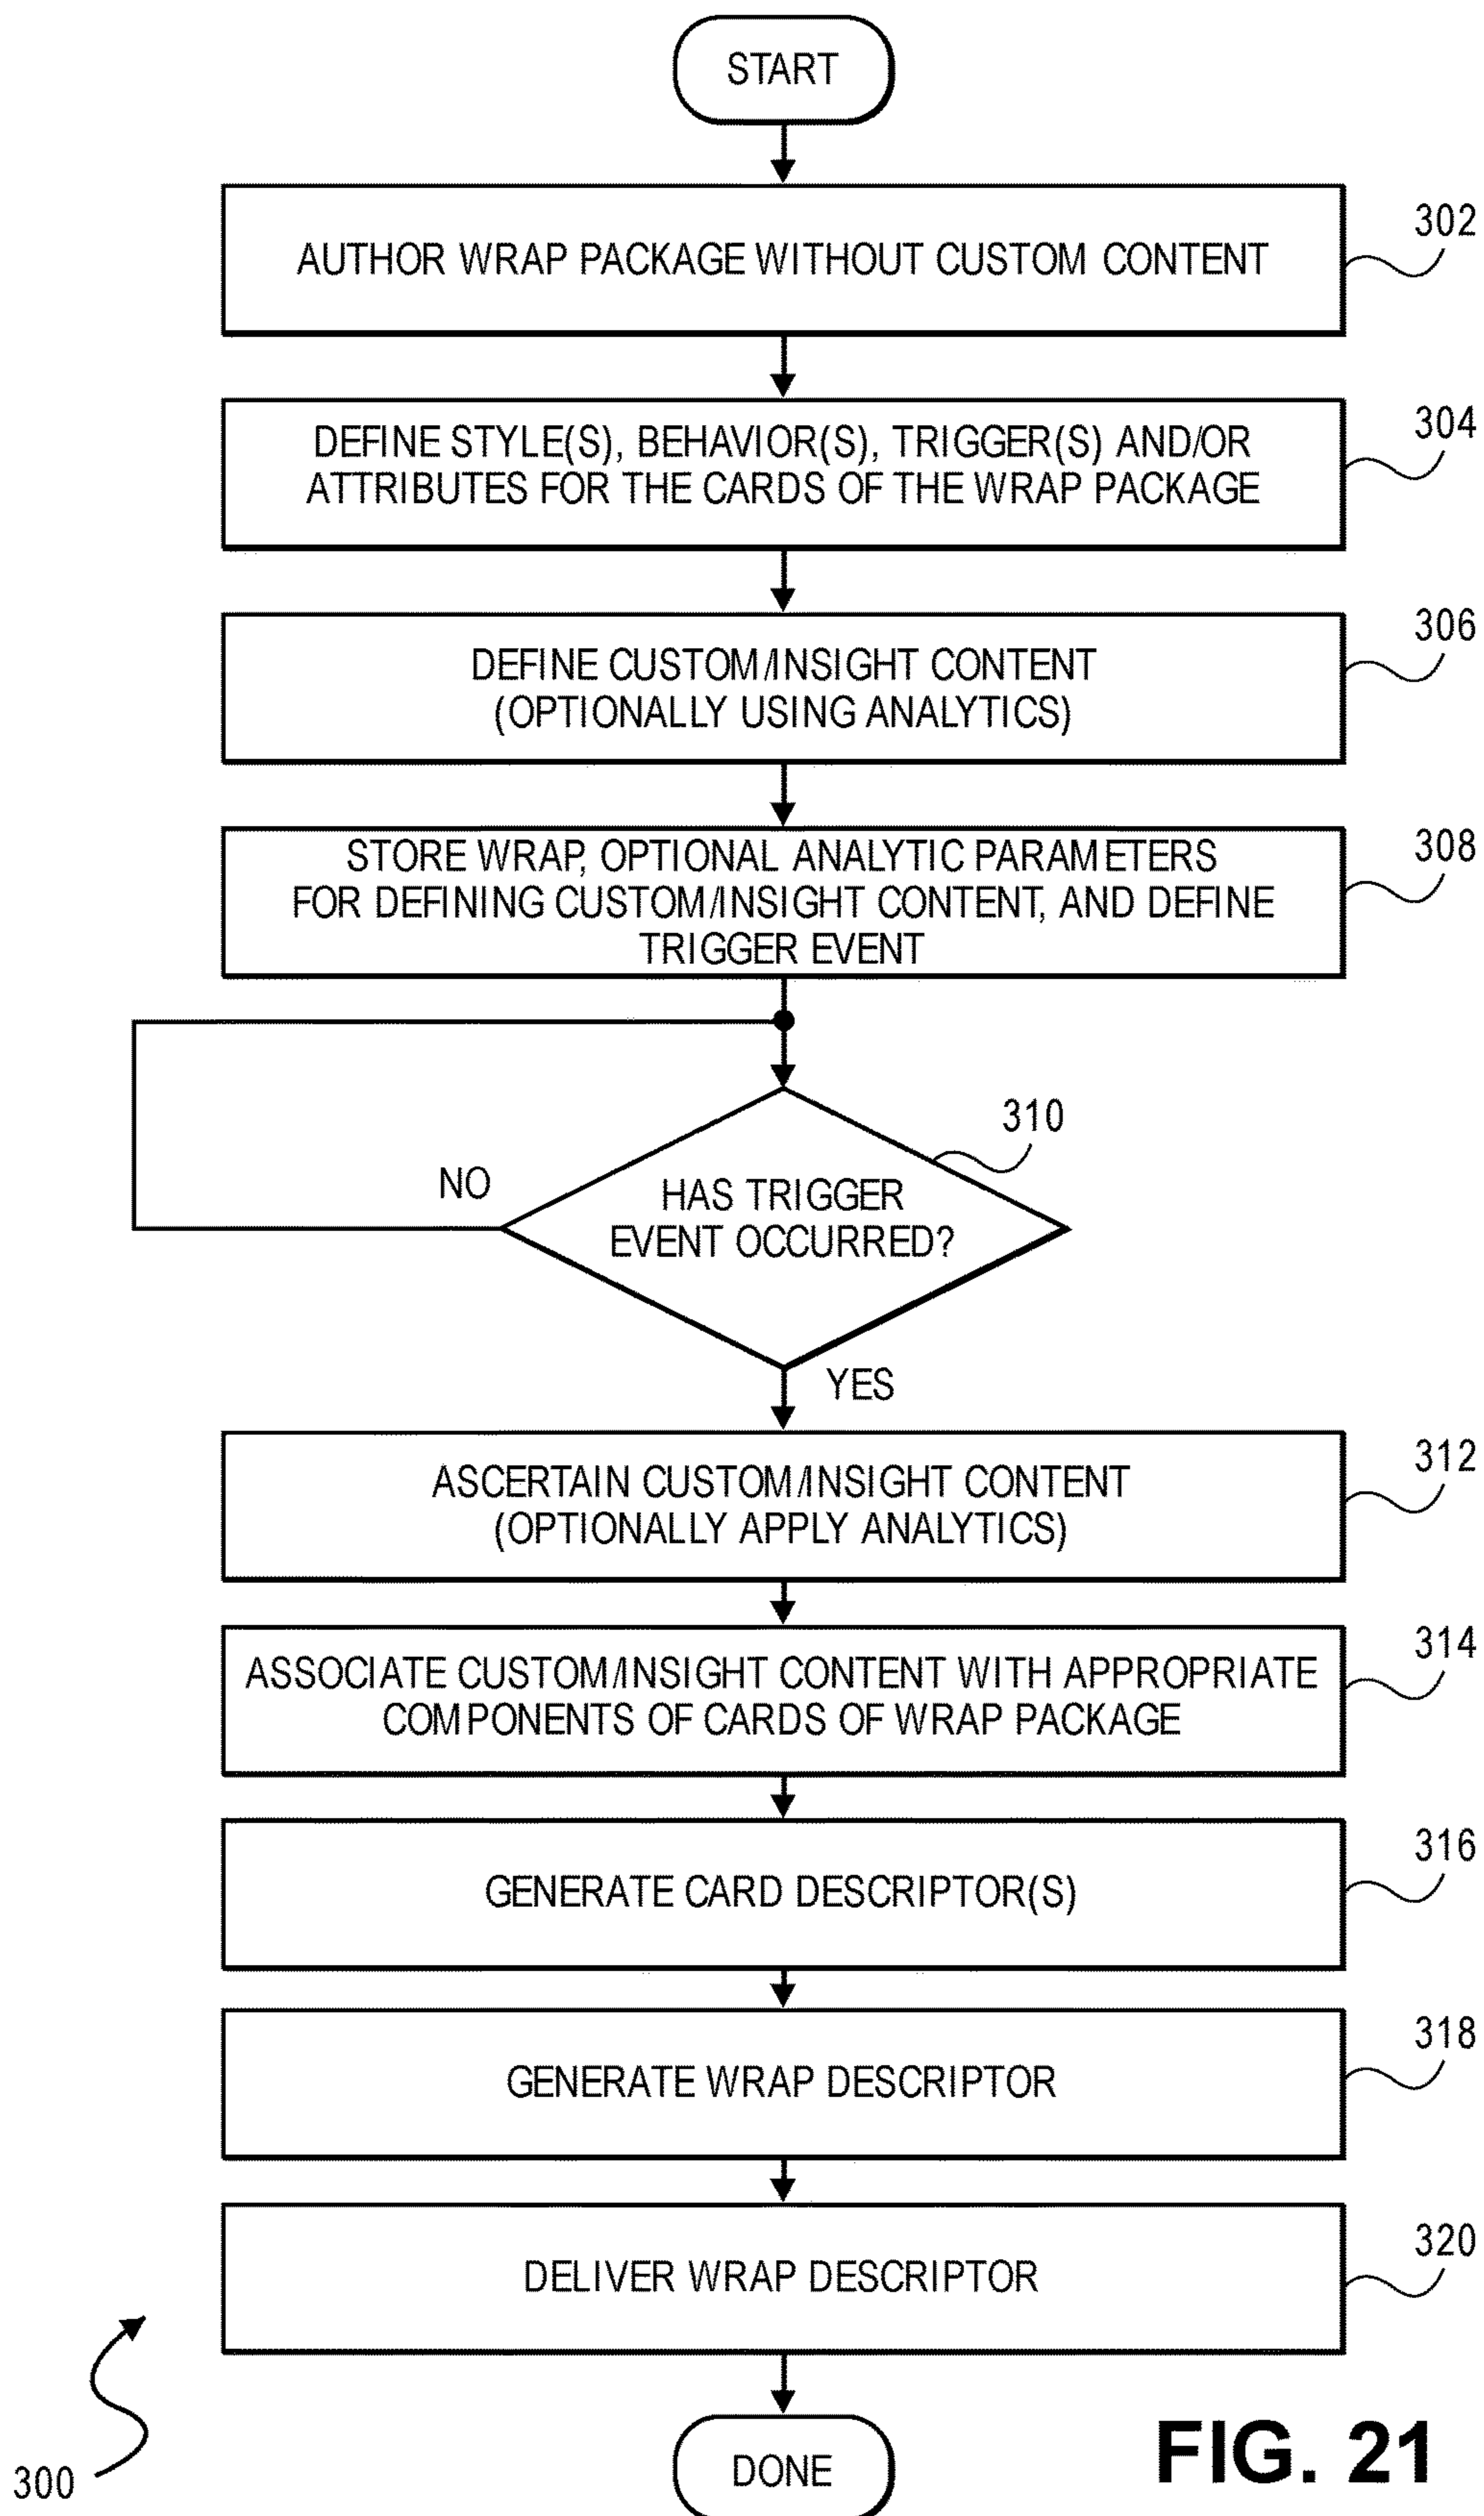 START
302
AUTHOR WRAP PACKAGE WITHOUT CUSTOM CONTENT
304
DEFINE STYLE(S), BEHAVIOR(S), TRIGGER(S) AND/OR
ATTRIBUTES FOR THE CARDS OF THE WRAP PACKAGE
306
DEFINE CUSTOM/INSIGHT CONTENT
(OPTIONALLY USING ANALYTICS)
308
STORE WRAP, OPTIONAL ANALYTIC PARAMETERS
FOR DEFINING CUSTOM/INSIGHT CONTENT, AND DEFINE
TRIGGER EVENT
310
NO
HAS TRIGGER
EVENT OCCURRED?
YES
312
ASCERTAIN CUSTOM/INSIGHT CONTENT
(OPTIONALLY APPLY ANALYTICS)
314
ASSOCIATE CUSTOM/INSIGHT CONTENT WITH APPROPRIATE
COMPONENTS OF CARDS OF WRAP PACKAGE
316
GENERATE CARD DESCRIPTOR(S)
318
GENERATE WRAP DESCRIPTOR
320
DELIVER WRAP DESCRIPTOR
DONE
300
FIG. 21